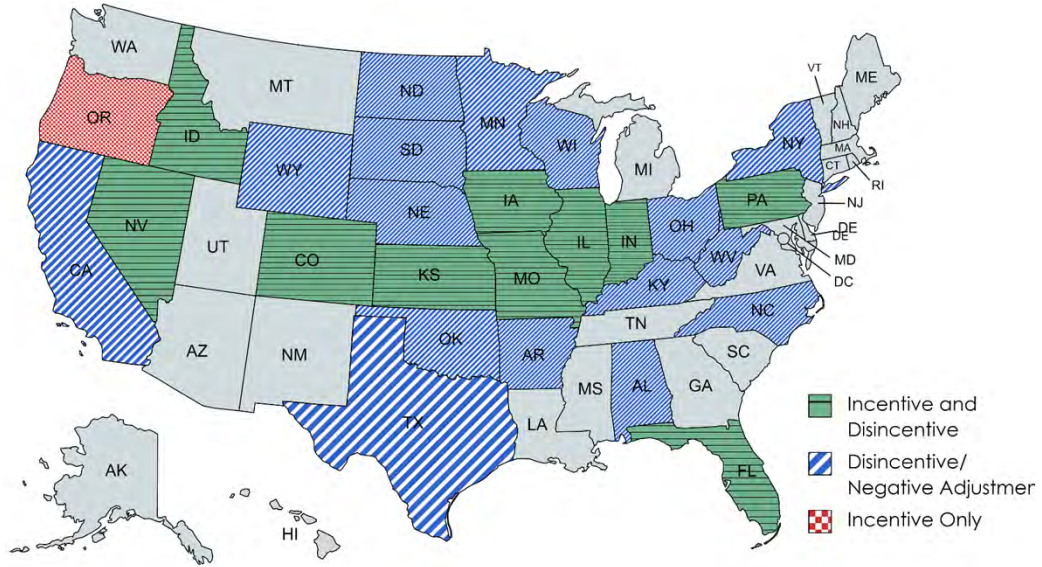 WA
MT
ND
MN
VT
ME
OR
ID
SD
WI
NY
NH
MA
CT
RI
WY
MI
NE
IA
PA
NJ
NV
UT
CO
IL
IN
OH
DE
DE
MD
DC
CA
KS
MO
WV
VA
KY
AZ
NM
OK
AR
TN
NC
SC
TX
LA
MS
AL
GA
FL
AK
HI
Incentive and
Disincentive
Disincentive/
Negative Adjustmer
Incentive Only